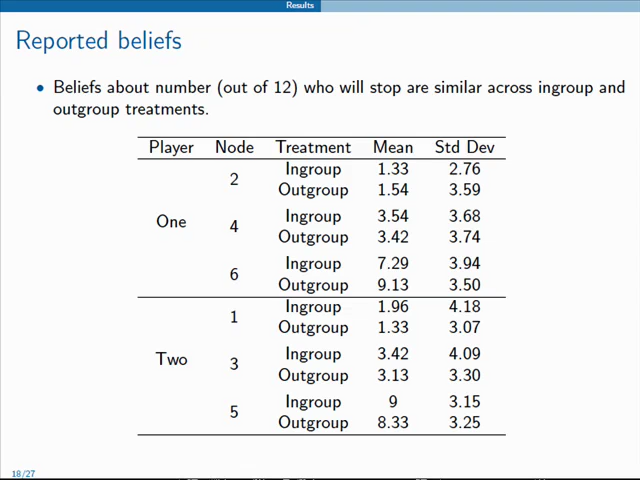 Results
Reported beliefs
• Beliefs about number (out of 12) who will stop are similar across ingroup and
outgroup treatments.
Player Node Treatment Mean Std Dev
One
2
Ingroup 1.33 2.76
Outgroup 1.54 3.59
4
Ingroup 3.54 3.68
Outgroup 3.42 3.74
6
Ingroup 7.29 3.94
Outgroup 9.13 3.50
Two
1
Ingroup 1.96 4.18
Outgroup 1.33 3.07
3
Ingroup 3.42 4.09
Outgroup 3.13 3.30
5
Ingroup 9 3.15
Outgroup 8.33 3.25
18/27